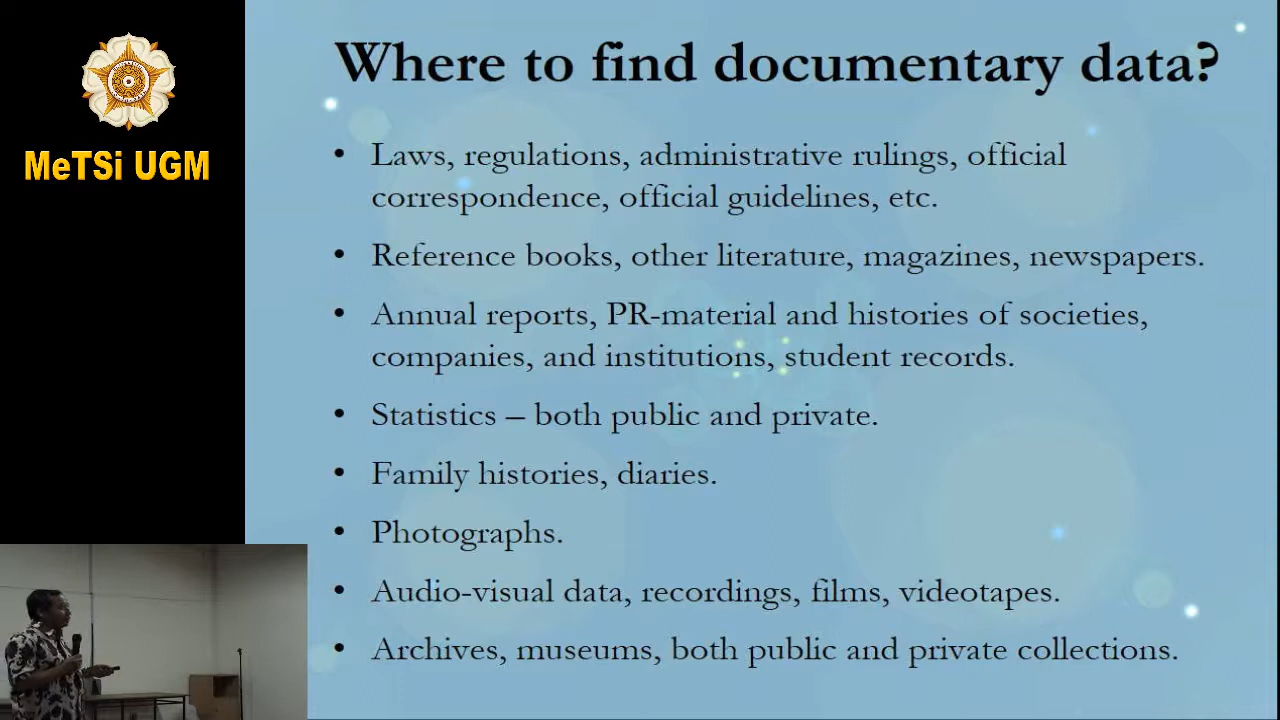 MeTSi UGM
Where to find documentary data?
• Laws, regulations, administrative rulings, official
correspondence, official guidelines, etc.
• Reference books, other literature, magazines, newspapers.
• Annual reports, PR-material and histories of societies,
companies, and institutions, student records.
• Statistics – both public and private.
• Family histories, diaries.
• Photographs.
• Audio-visual data, recordings, films, videotapes.
• Archives, museums, both public and private collections.